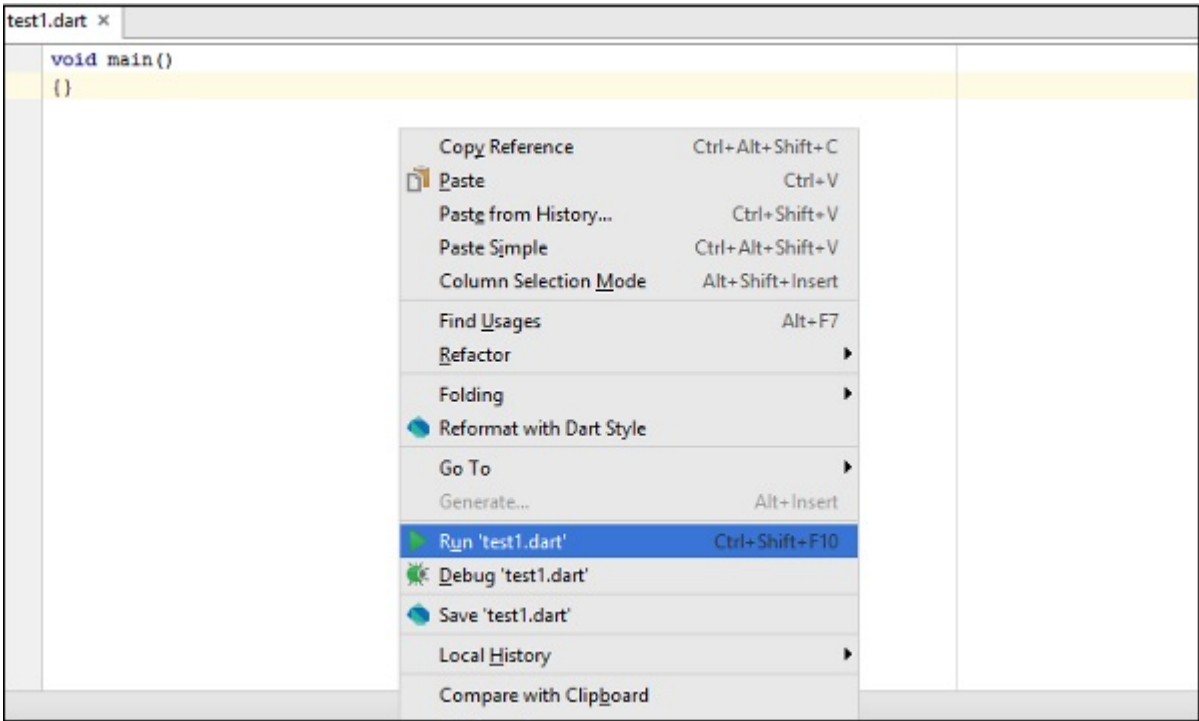 test1.dart ×
void main()
{}
Copy Reference Ctrl+Alt+Shift+C
Paste Ctrl+V
Paste from History... Ctrl+Shift+V
Paste Simple Ctrl+Alt+Shift+V
Column Selection Mode Alt+Shift+Insert
Find Usages Alt+F7
Refactor
Folding
Reformat with Dart Style
Go To
Generate... Alt+Insert
Run 'test1.dart' Ctrl+Shift+F10
Debug 'test1.dart'
Save 'test1.dart'
Local History
Compare with Clipboard